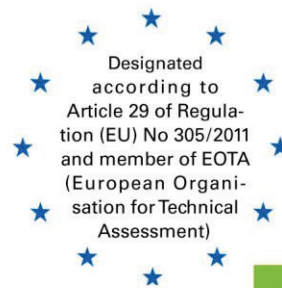 Designated
according to
Article 29 of Regula-
tion (EU) No 305/2011
and member of EOTA
(European Organi-
sation for Technical
Assessment)